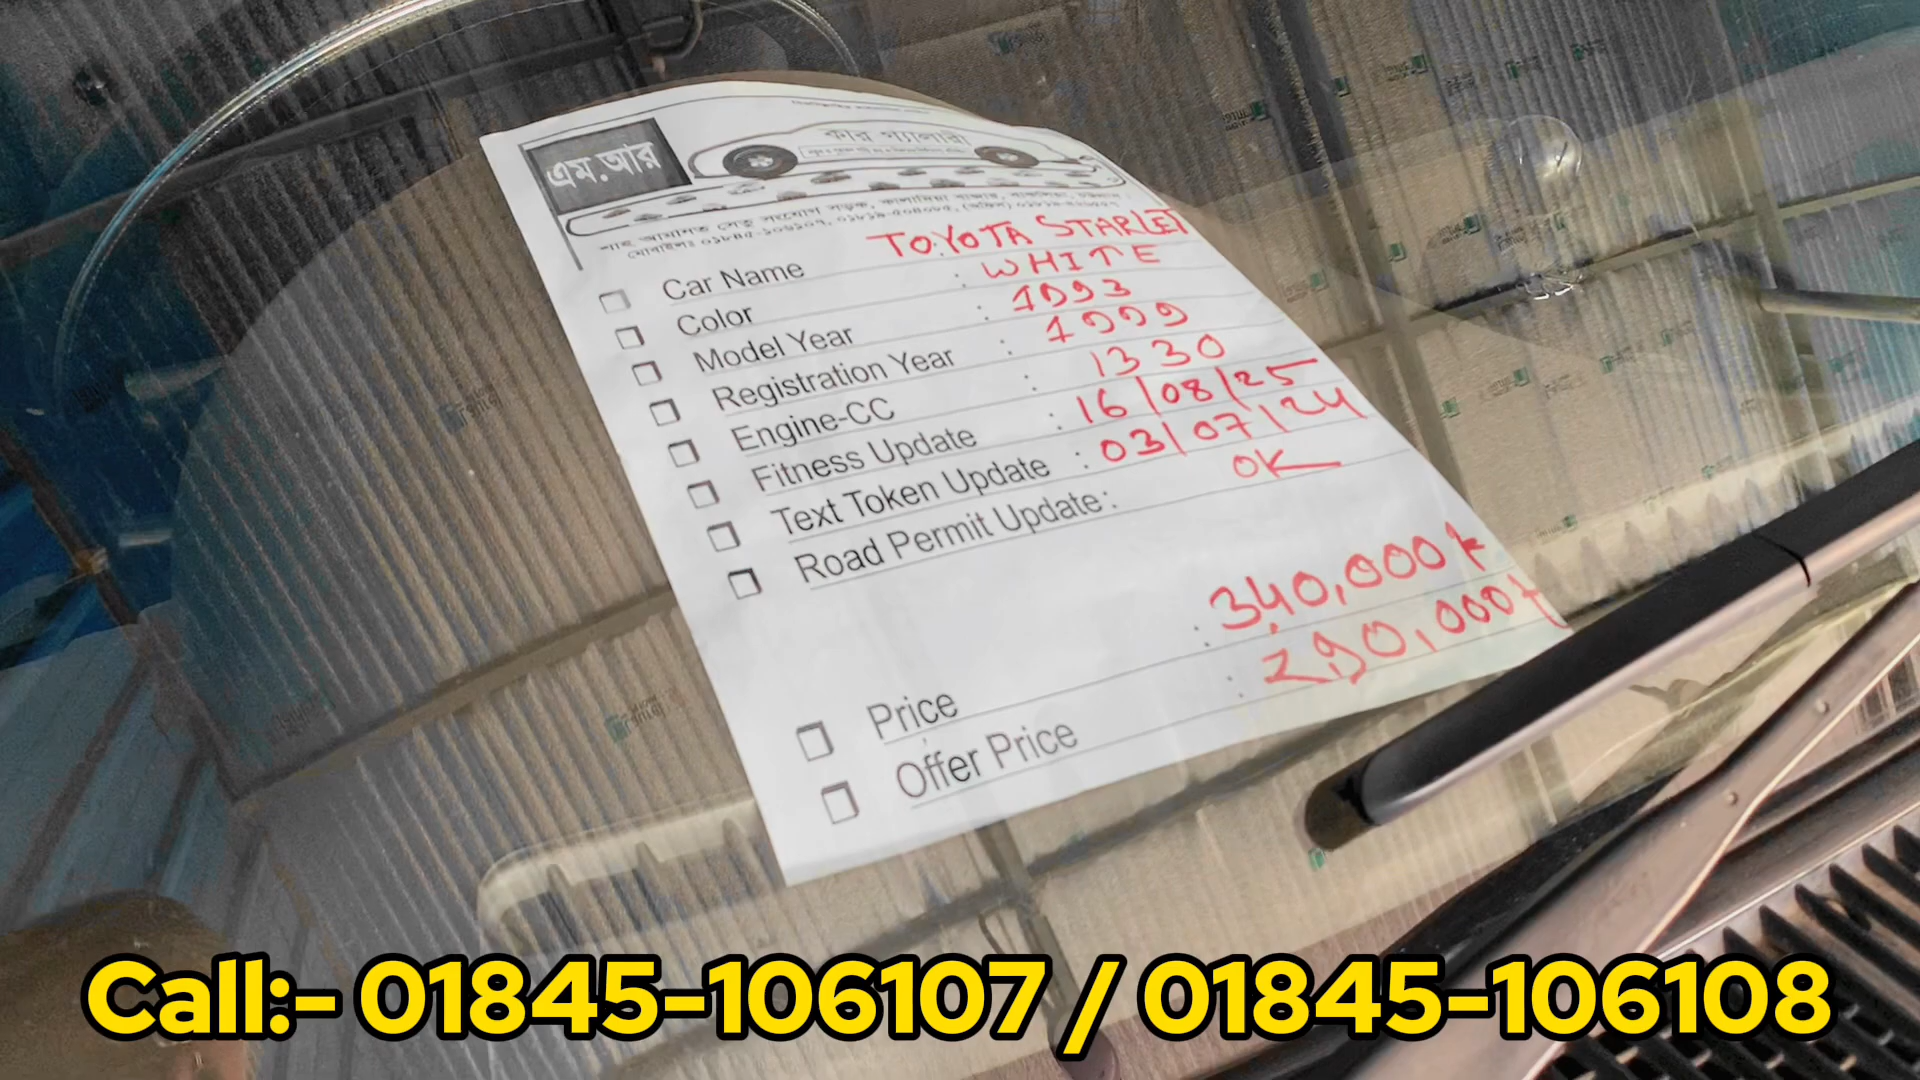 এম.আর
কার গ্যালারী
Car Name TOYOTA STARLET
Color : WHITE
Model Year : 1993
Registration Year : 1999
Engine-CC : 1330
Fitness Update : 16/08/25
Text Token Update : 03/07/24
Road Permit Update : OK
Price : 340,000
Offer Price : 290,000
Call:- 01845-106107 / 01845-106108